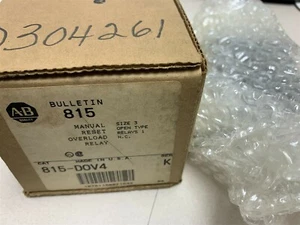 0304261
AB
BULLETIN
815
MANUAL SIZE 3
RESET OPEN TYPE
OVERLOAD RELAYS 1
RELAY N.C.
CAT MADE IN U.S.A.
815-DOV4 K